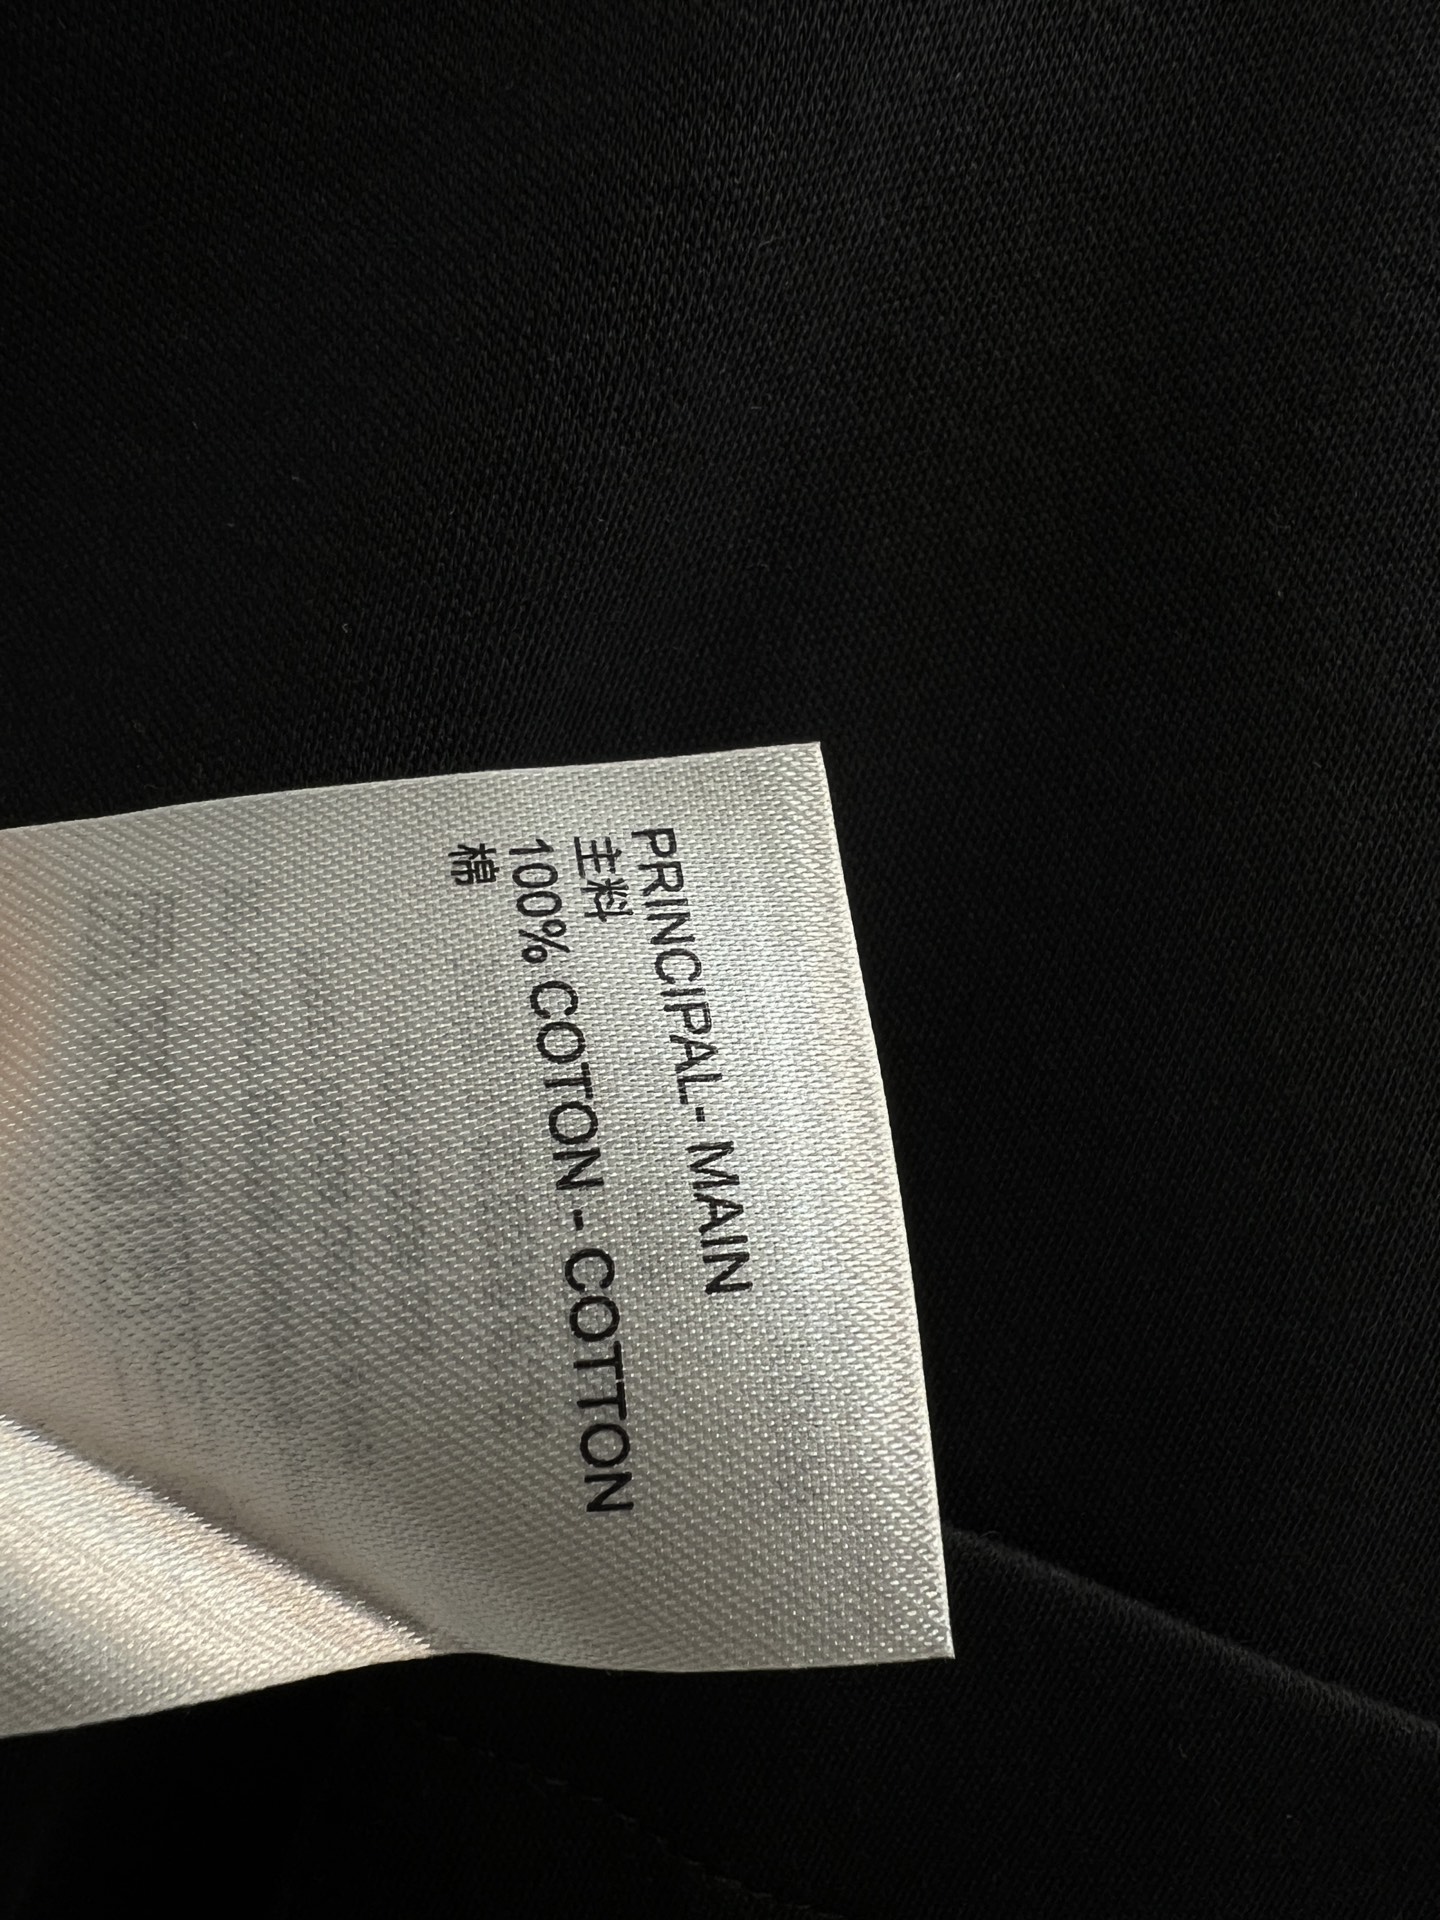 PRINCIPAL- MAIN
主料
100% COTON - COTTON
棉